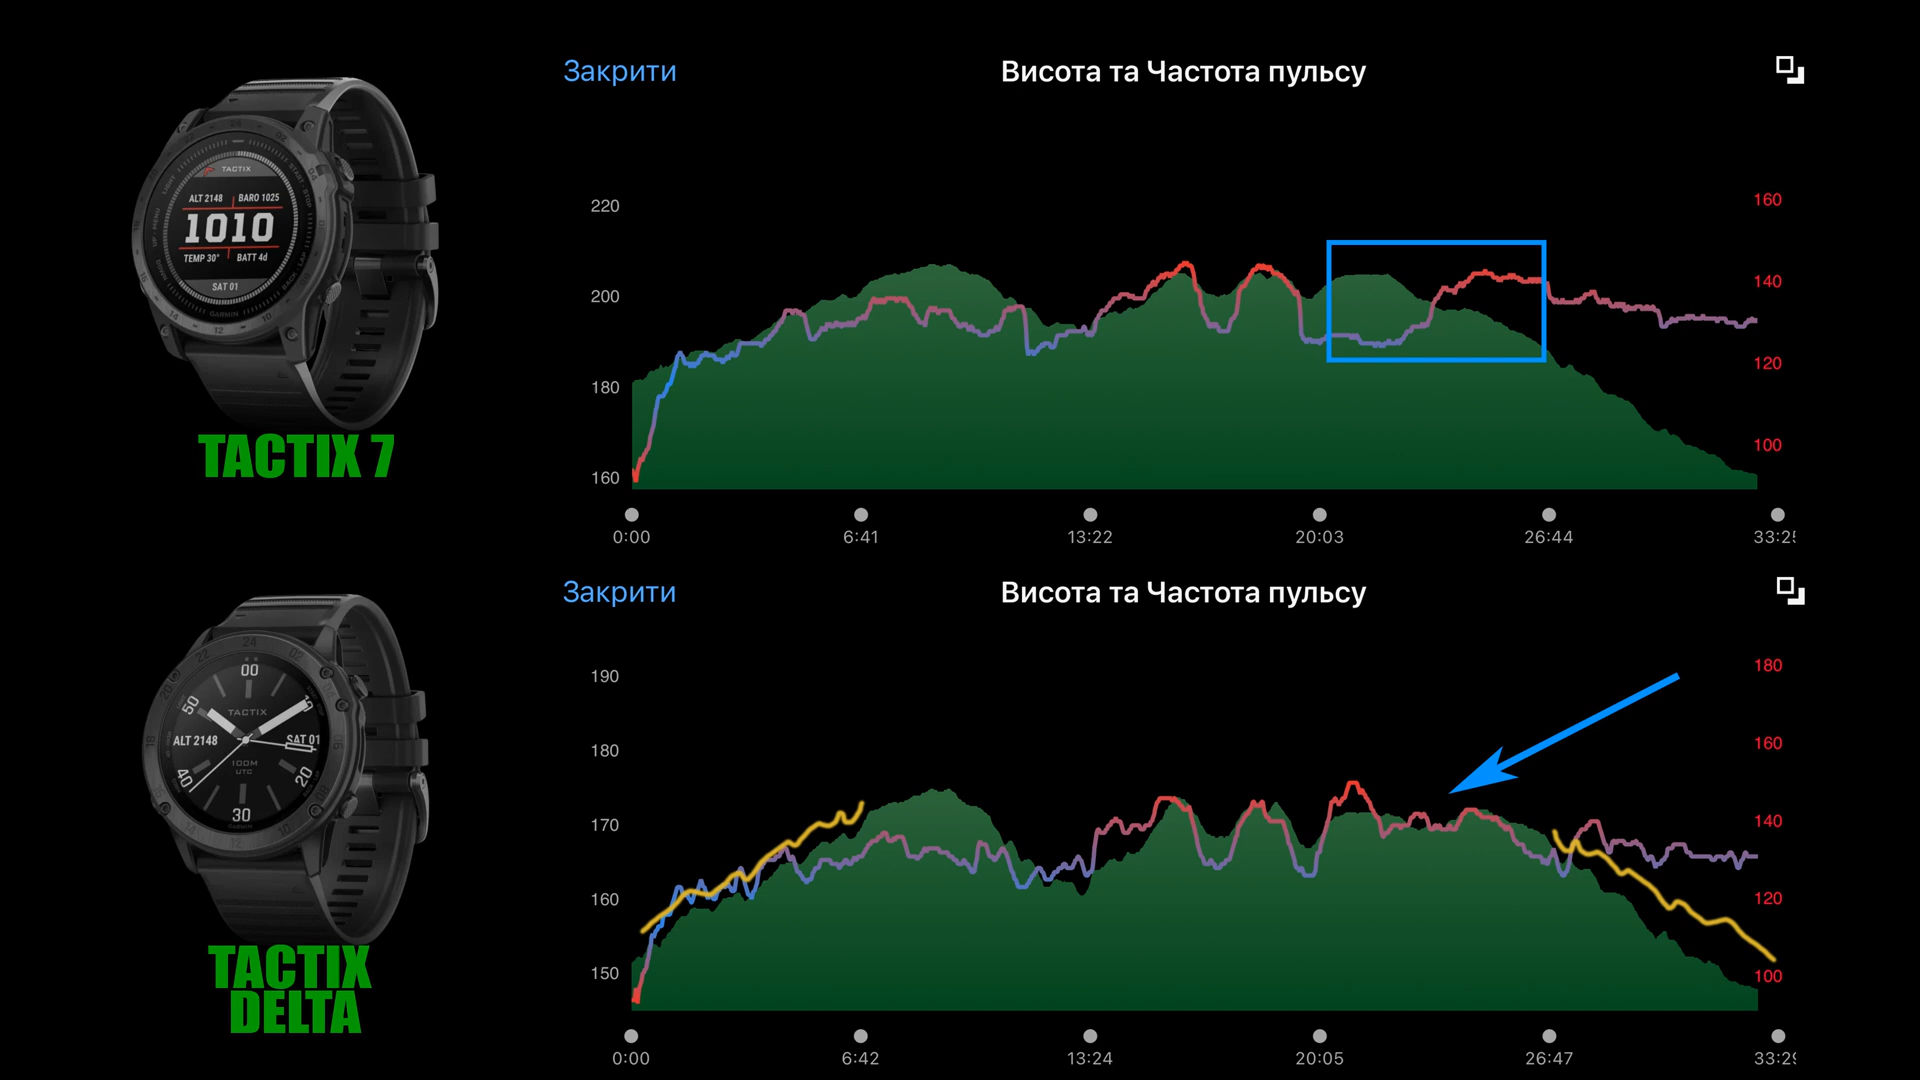 Закрити
Висота та Частота пульсу
TACTIX
ALT 2148
BARO 1025
1010
TEMP 30°
BATT 4d
SAT 01
GARMIN
TACTIX 7
220
200
180
160
160
140
120
100
0:00
6:41
13:22
20:03
26:44
Закрити
Висота та Частота пульсу
00
50
TACTIX
ALT 2148
SAT 01
100M
UTC
40
20
30
TACTIX
DELTA
190
180
170
160
150
180
160
140
120
100
0:00
6:42
13:24
20:05
26:47